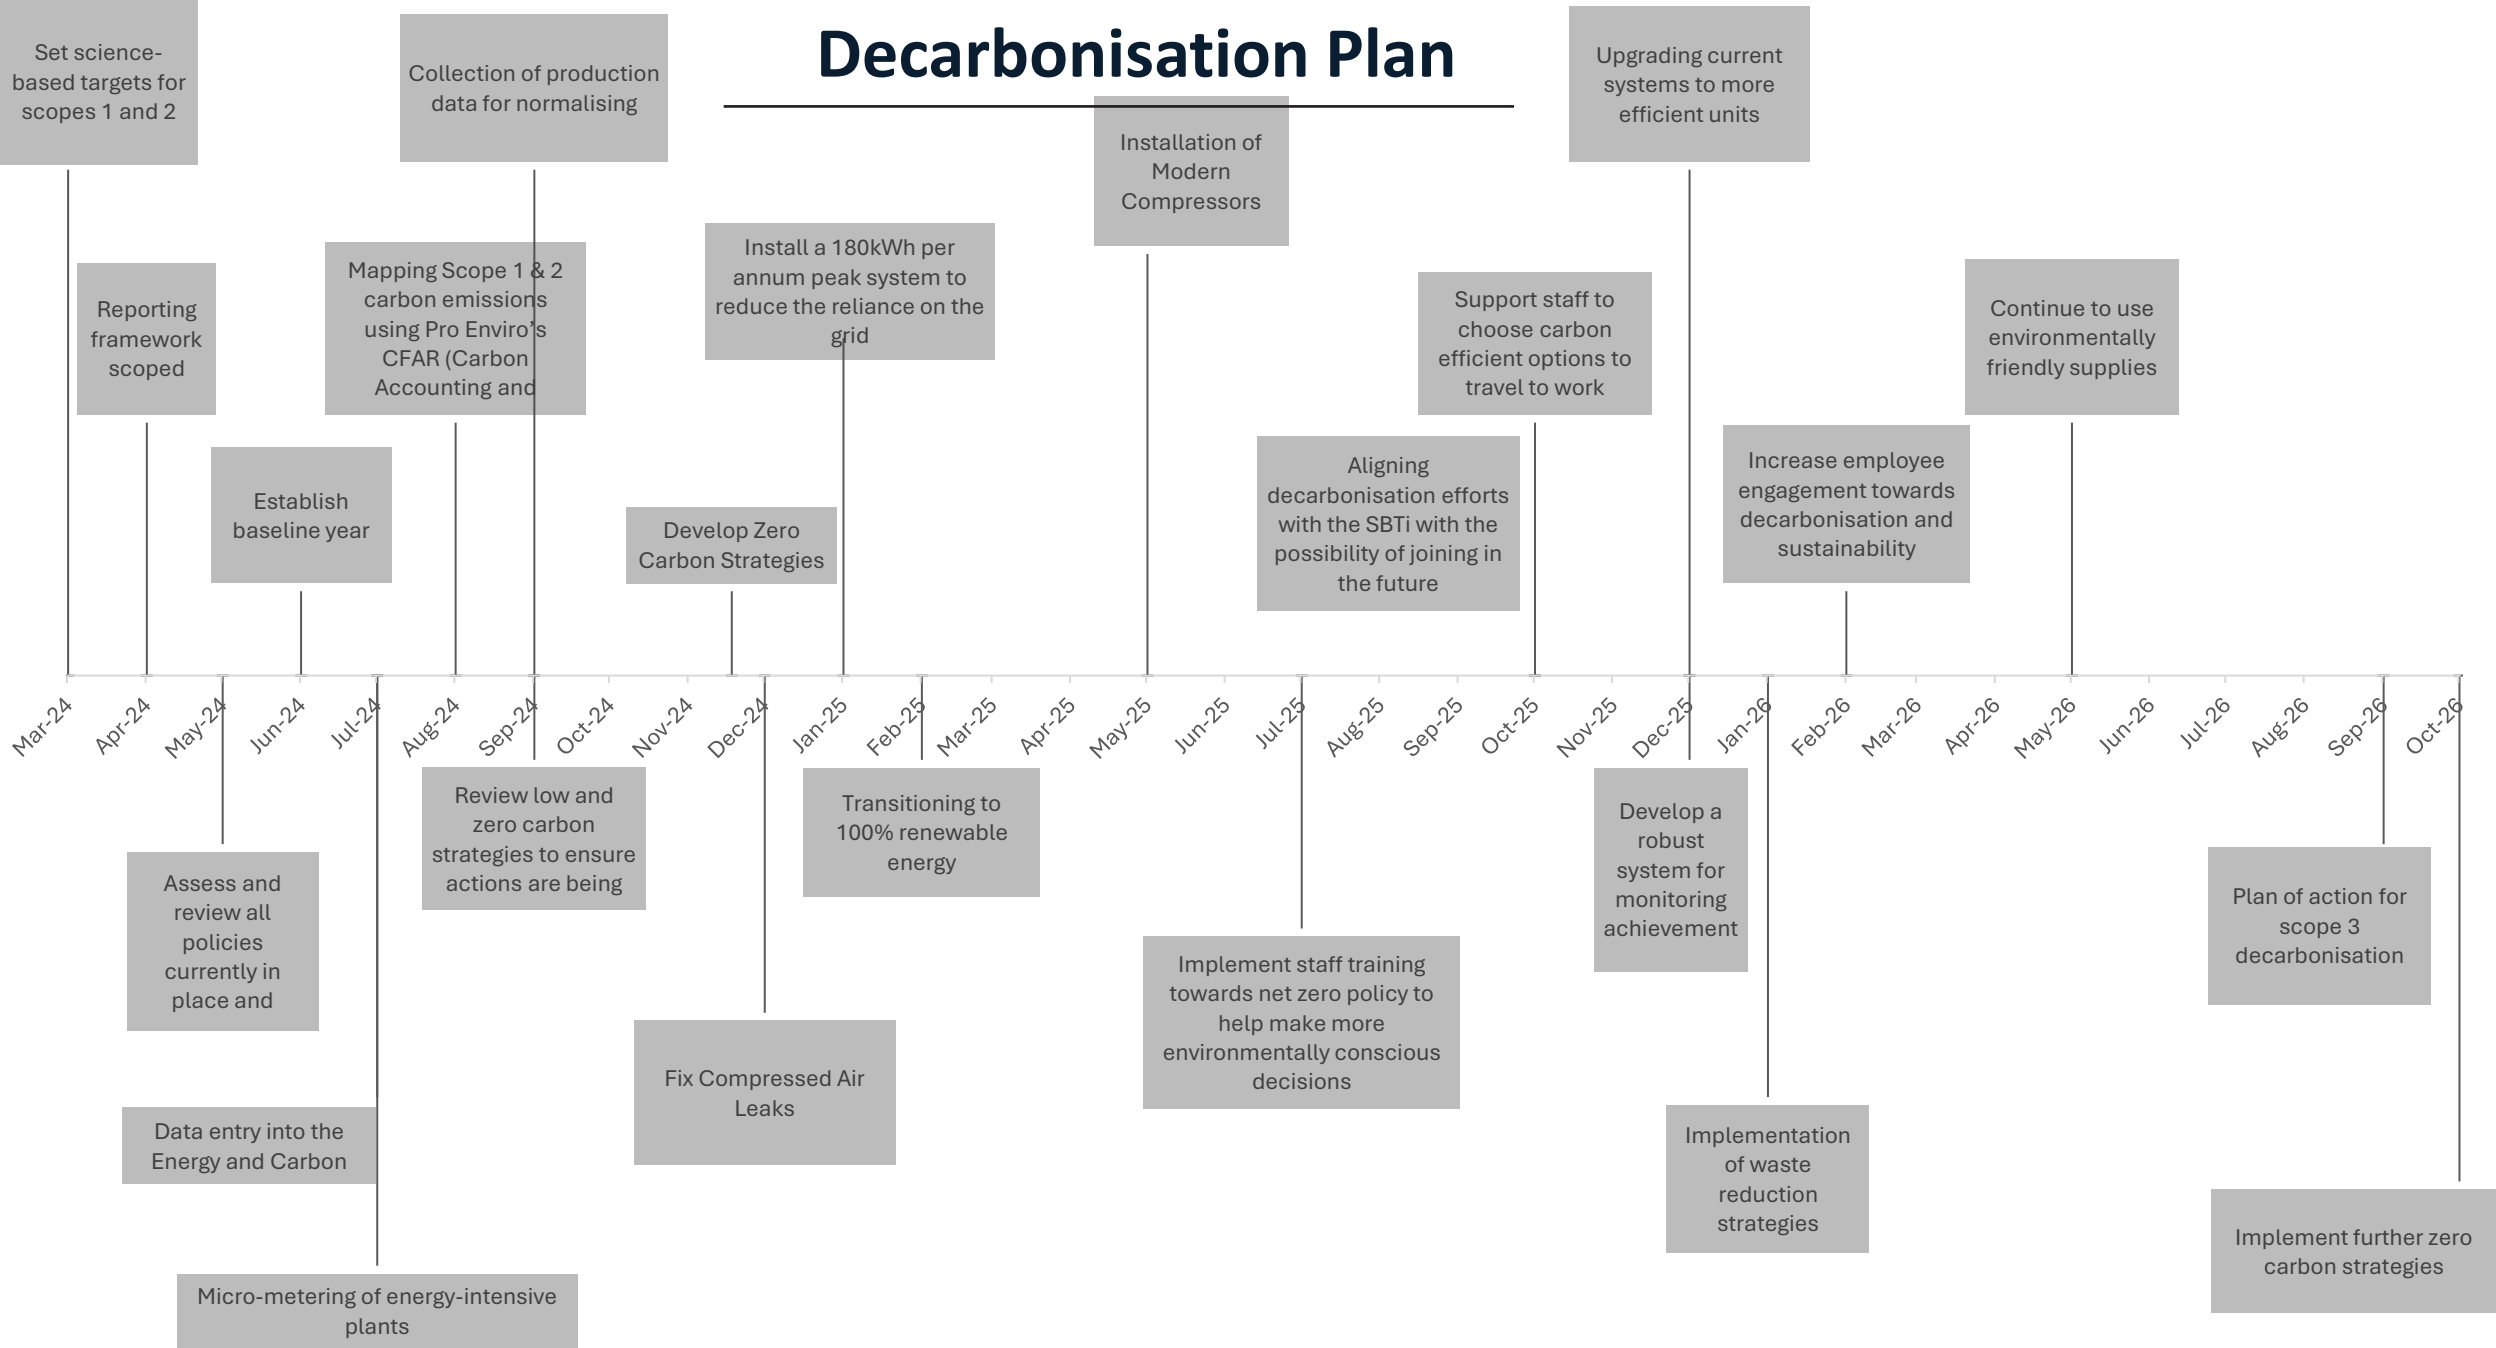 Decarbonisation Plan
Set science-
based targets for
scopes 1 and 2
Collection of production
data for normalising
Upgrading current
systems to more
efficient units
Installation of
Modern
Compressors
Reporting
framework
scoped
Mapping Scope 1 & 2
carbon emissions
using Pro Enviro’s
CFAR (Carbon
Accounting and
Install a 180kWh per
annum peak system to
reduce the reliance on the
grid
Support staff to
choose carbon
efficient options to
travel to work
Continue to use
environmentally
friendly supplies
Establish
baseline year
Develop Zero
Carbon Strategies
Aligning
decarbonisation efforts
with the SBTi with the
possibility of joining in
the future
Increase employee
engagement towards
decarbonisation and
sustainability
Mar-24
Apr-24
May-24
Jun-24
Jul-24
Aug-24
Sep-24
Oct-24
Nov-24
Dec-24
Jan-25
Feb-25
Mar-25
Apr-25
May-25
Jun-25
Jul-25
Aug-25
Sep-25
Oct-25
Nov-25
Dec-25
Jan-26
Feb-26
Mar-26
Apr-26
May-26
Jun-26
Jul-26
Aug-26
Sep-26
Oct-26
Assess and
review all
policies
currently in
place and
Review low and
zero carbon
strategies to ensure
actions are being
Transitioning to
100% renewable
energy
Develop a
robust
system for
monitoring
achievement
Plan of action for
scope 3
decarbonisation
Implement staff training
towards net zero policy to
help make more
environmentally conscious
decisions
Fix Compressed Air
Leaks
Data entry into the
Energy and Carbon
Implementation
of waste
reduction
strategies
Implement further zero
carbon strategies
Micro-metering of energy-intensive
plants